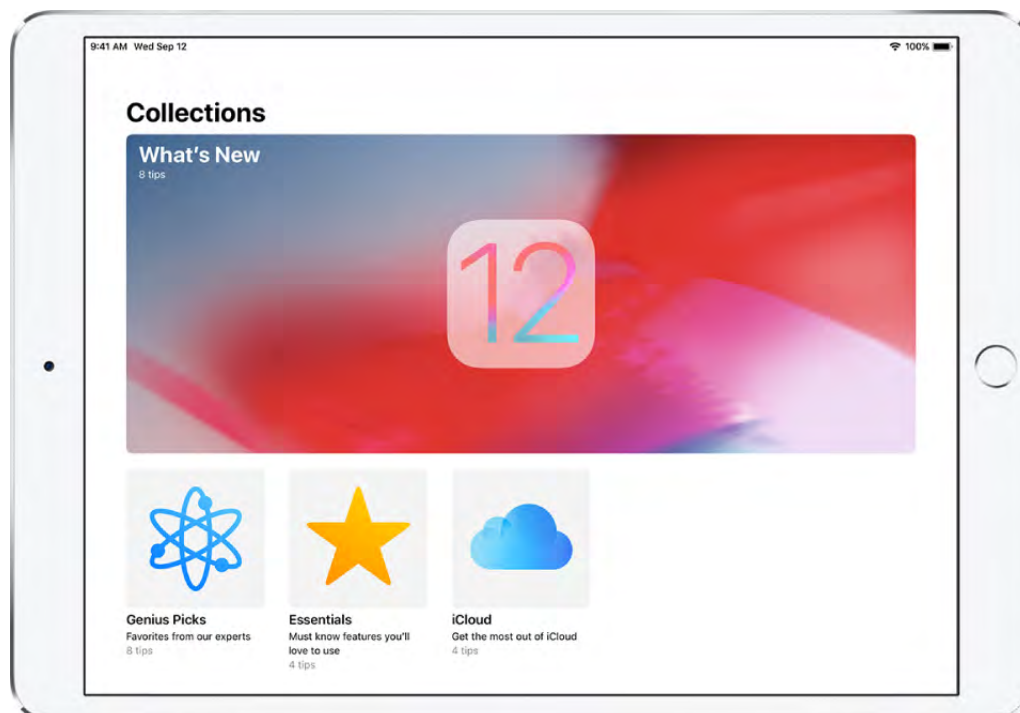 9:41 AM Wed Sep 12
100%
Collections
What's New
8 tips
12
Genius Picks
Favorites from our experts
8 tips
Essentials
Must know features you'll
love to use
4 tips
iCloud
Get the most out of iCloud
4 tips